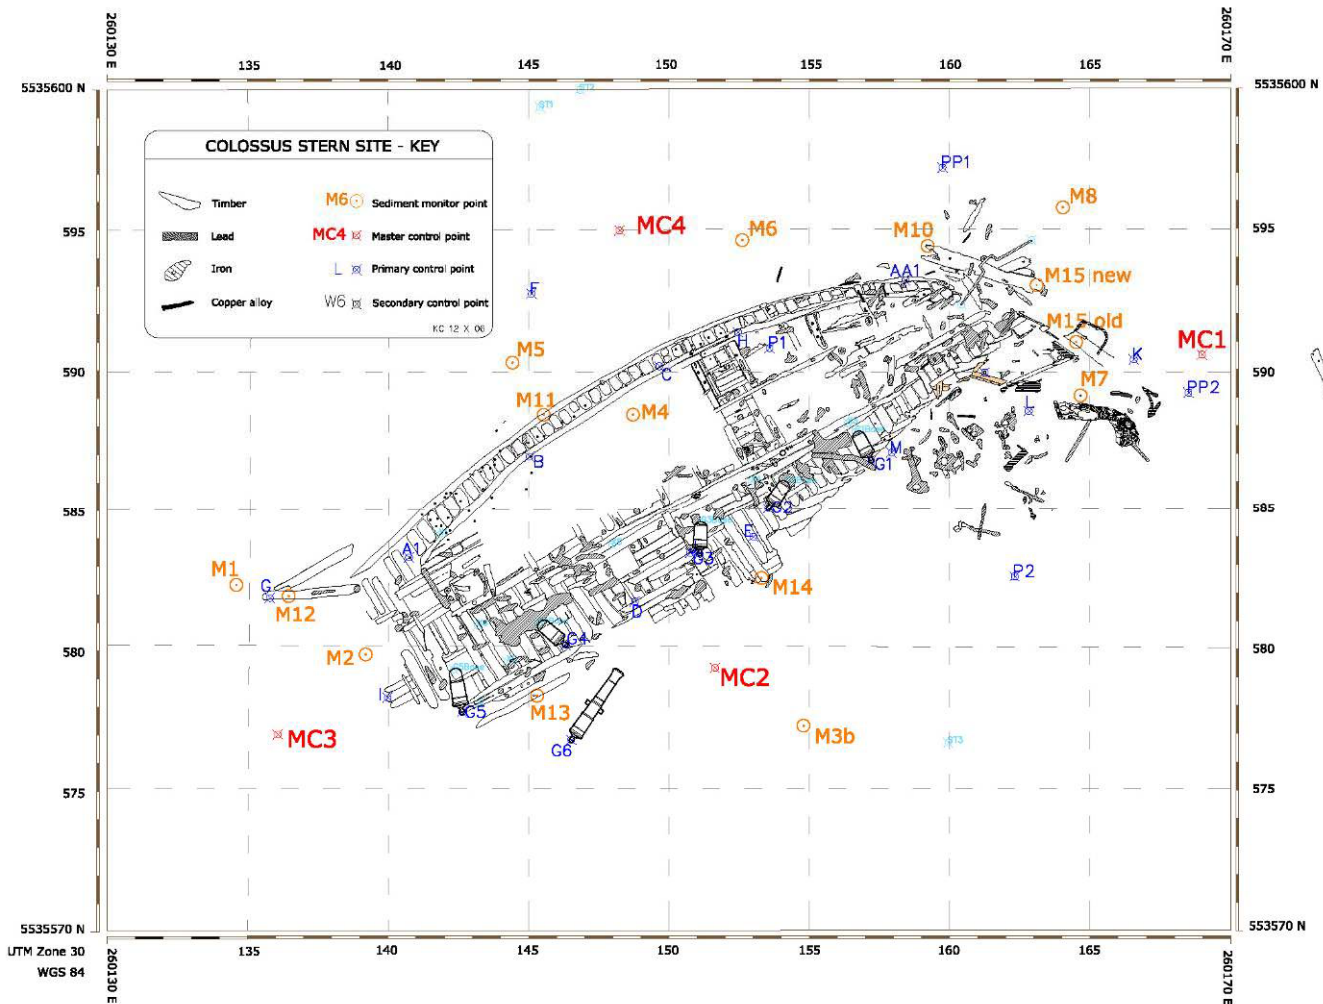 260130 E
135
140
145
150
155
160
165
260170 E
5535600 N
5535600 N
ST1
ST2
COLOSSUS STERN SITE - KEY
Timber
Lead
Iron
Copper alloy
M6 Sediment monitor point
MC4 Master control point
L Primary control point
W6 Secondary control point
KC 12 X 06
PP1
M8
595
MC4
M6
M10
595
AA1
M15 new
F
M15 old
H
P1
MC1
M5
K
590
C
590
M7
PP2
M11
M4
L
B
M
G1
585
G2
585
E
A1
G3
M1
G
M12
P2
M14
D
580
G4
580
M2
MC2
I
M13
G5
MC3
G6
M3b
ST3
575
575
5535570 N
5535570 N
UTM Zone 30
WGS 84
260130 E
135
140
145
150
155
160
165
260170 E